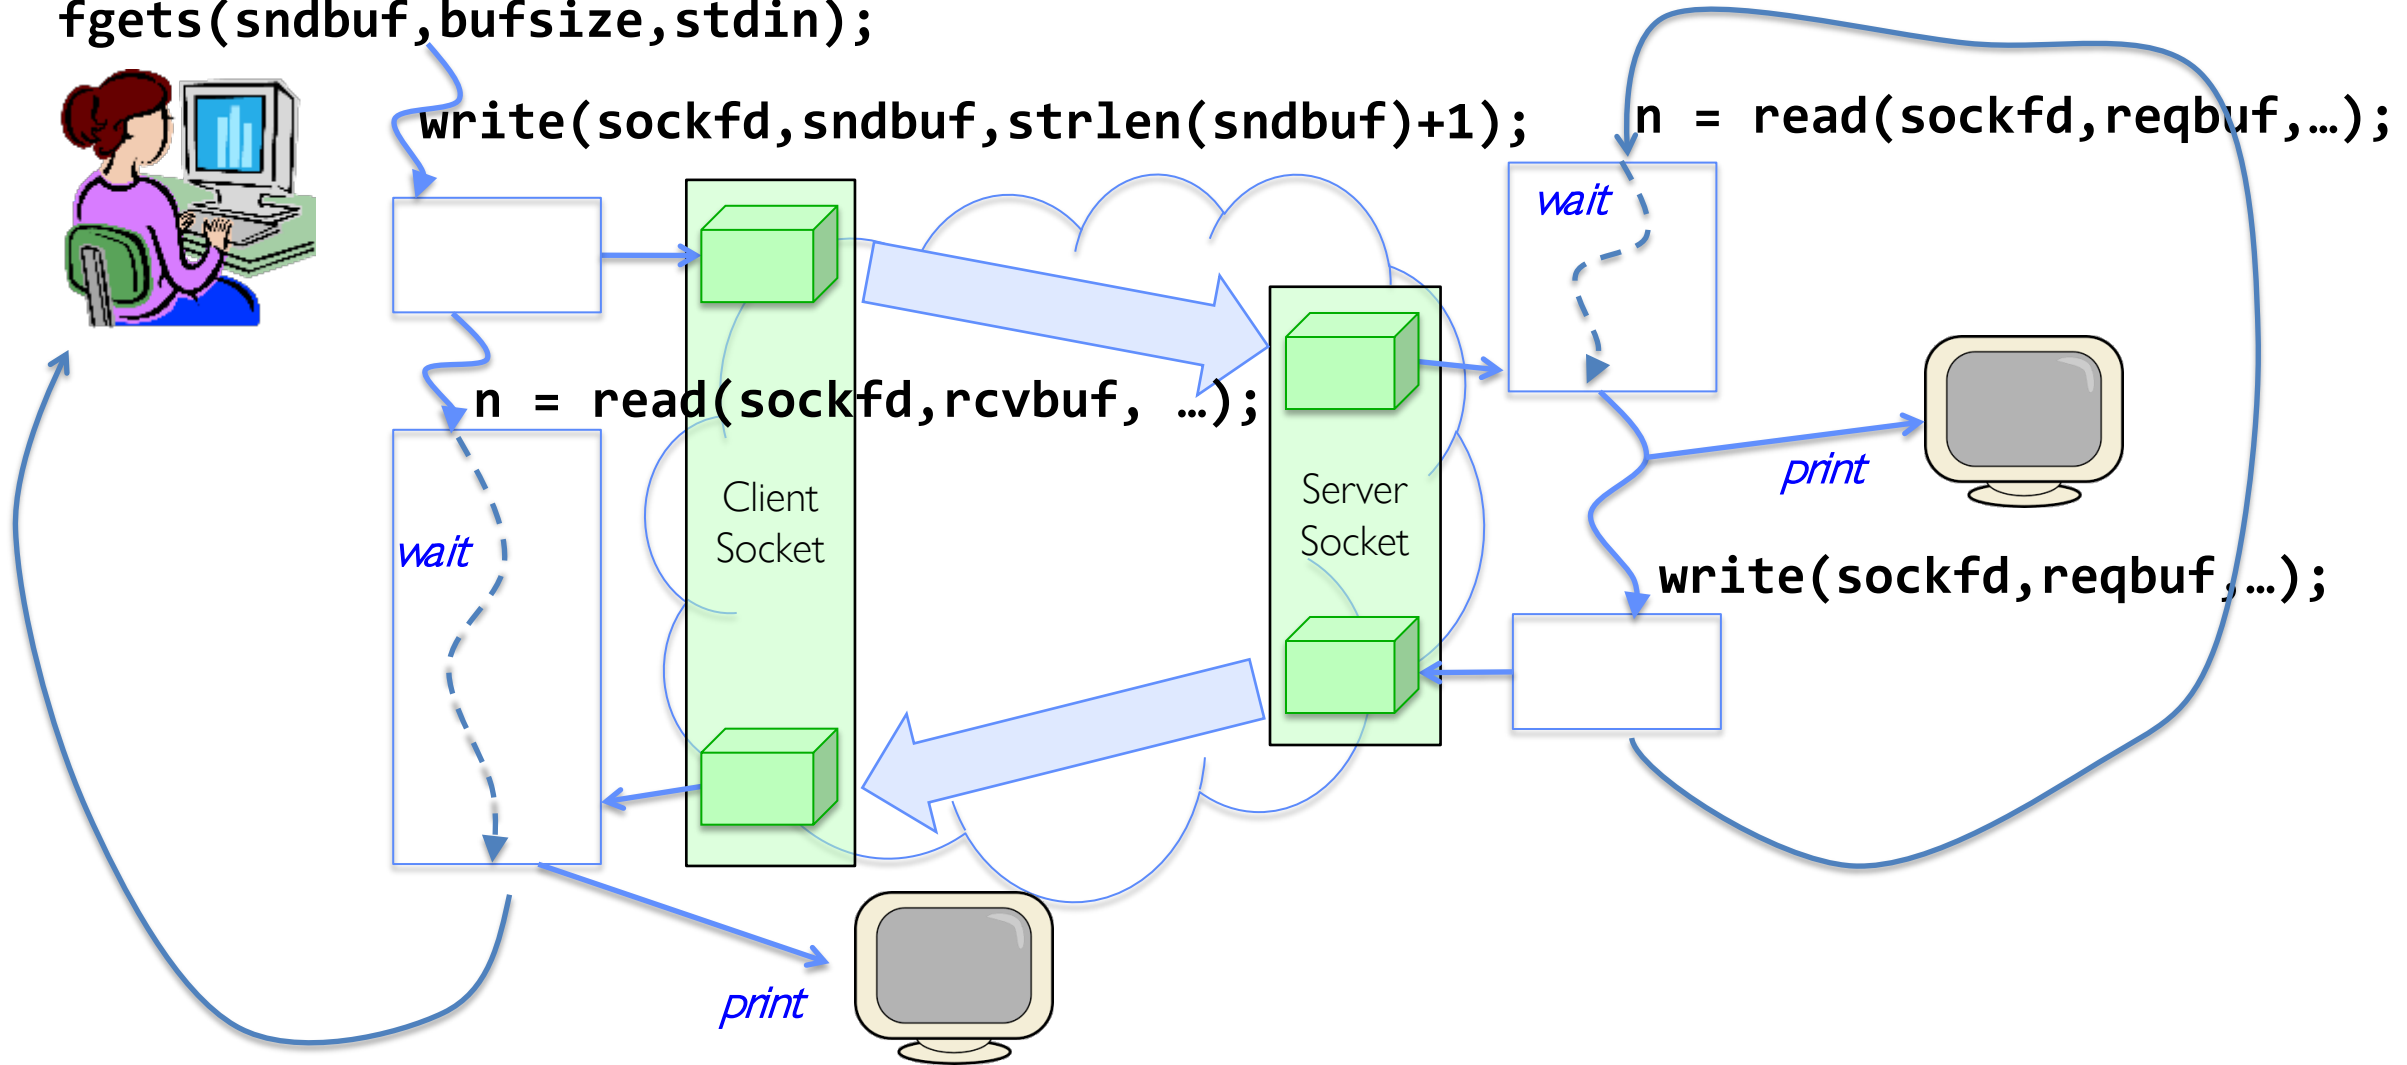 fgets(sndbuf,bufsize,stdin);
write(sockfd,sndbuf,strlen(sndbuf)+1);
n = read(sockfd,reqbuf,…);
wait
n = read(sockfd,rcvbuf, …);
Client
Socket
Server
Socket
print
wait
write(sockfd,reqbuf,…);
print